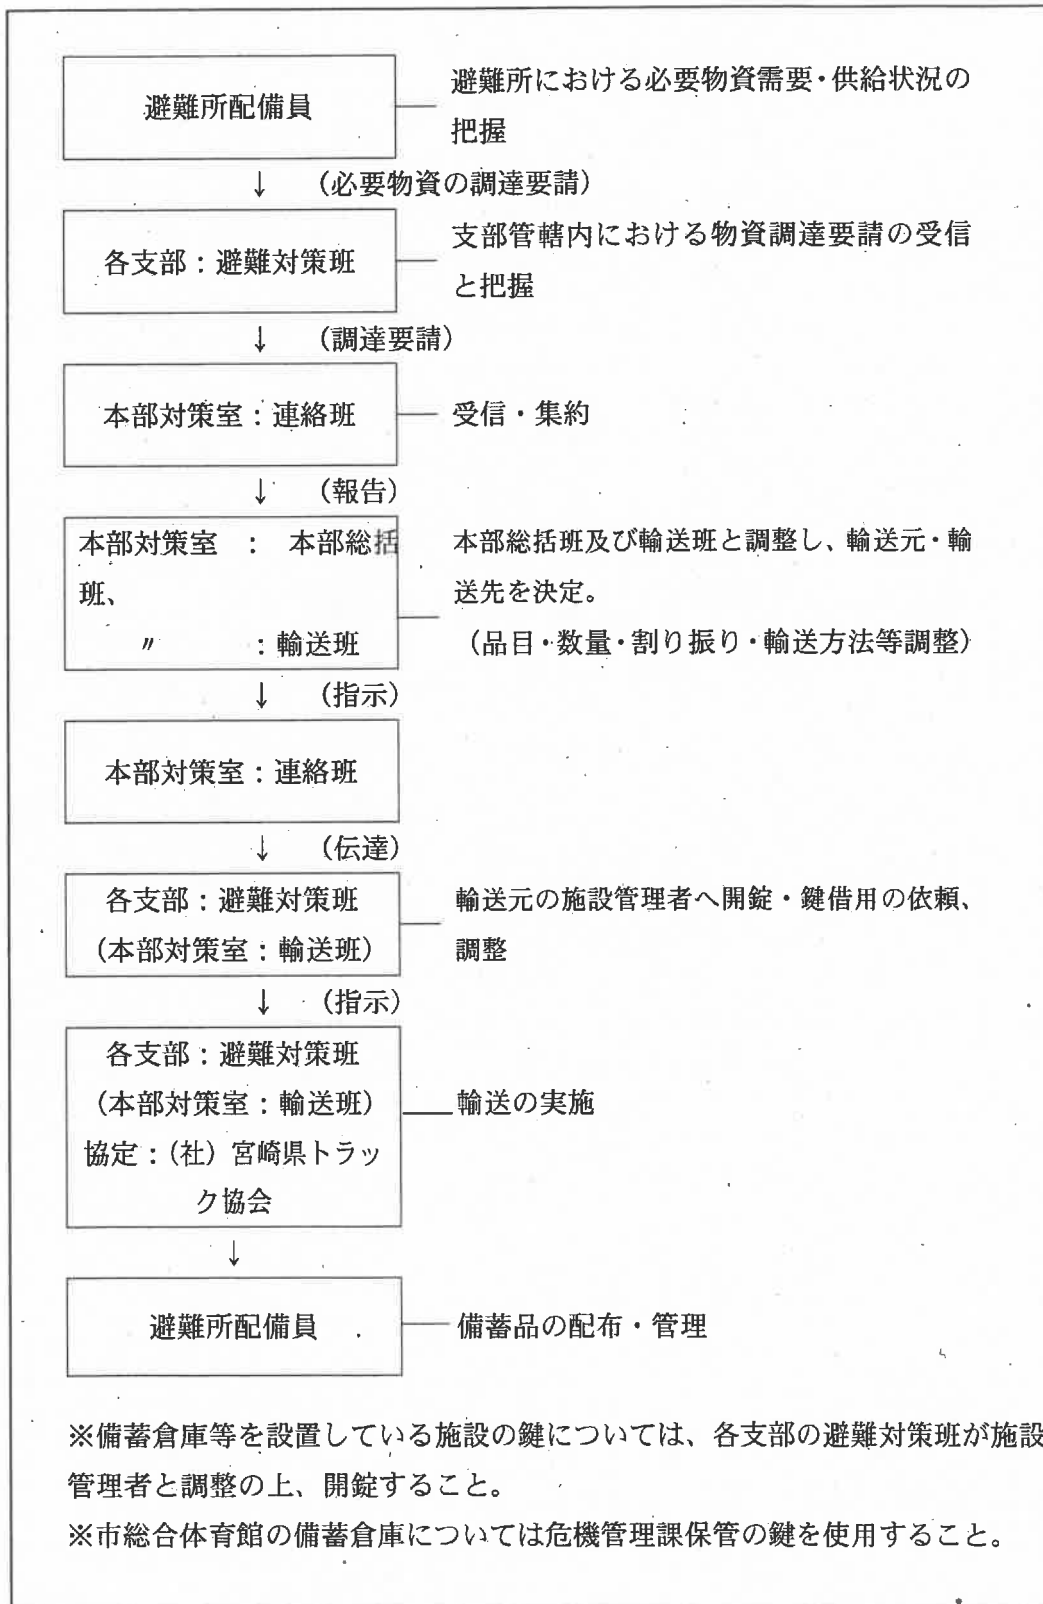 避難所配備員
避難所における必要物資需要・供給状況の
把握
↓ （必要物資の調達要請）
各支部：避難対策班
支部管轄内における物資調達要請の受信
と把握
↓ （調達要請）
本部対策室：連絡班
受信・集約
↓ （報告）
本部対策室 ： 本部総括
班、
〃 ：輸送班
本部総括班及び輸送班と調整し、輸送元・輸
送先を決定。
（品目・数量・割り振り・輸送方法等調整）
↓ （指示）
本部対策室：連絡班
↓ （伝達）
各支部：避難対策班
（本部対策室：輸送班）
輸送元の施設管理者へ開錠・鍵借用の依頼、
調整
↓ （指示）
各支部：避難対策班
（本部対策室：輸送班）
協定：（社）宮崎県トラッ
ク協会
輸送の実施
↓
避難所配備員
備蓄品の配布・管理
※備蓄倉庫等を設置している施設の鍵については、各支部の避難対策班が施設
管理者と調整の上、開錠すること。
※市総合体育館の備蓄倉庫については危機管理課保管の鍵を使用すること。